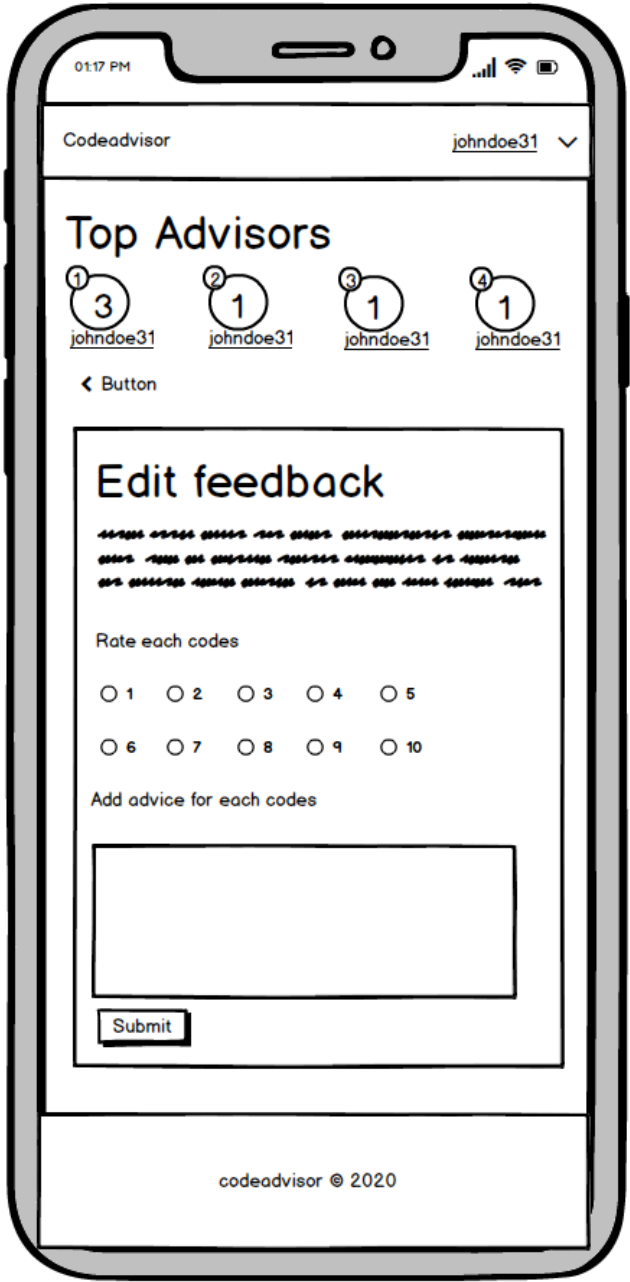 01:17 PM
Codeadvisor johndoe31
Top Advisors
1 2 3 4
3 1 1 1
johndoe31 johndoe31 johndoe31 johndoe31
Button
Edit feedback
Rate each codes
1 2 3 4 5
6 7 8 9 10
Add advice for each codes
Submit
codeadvisor © 2020